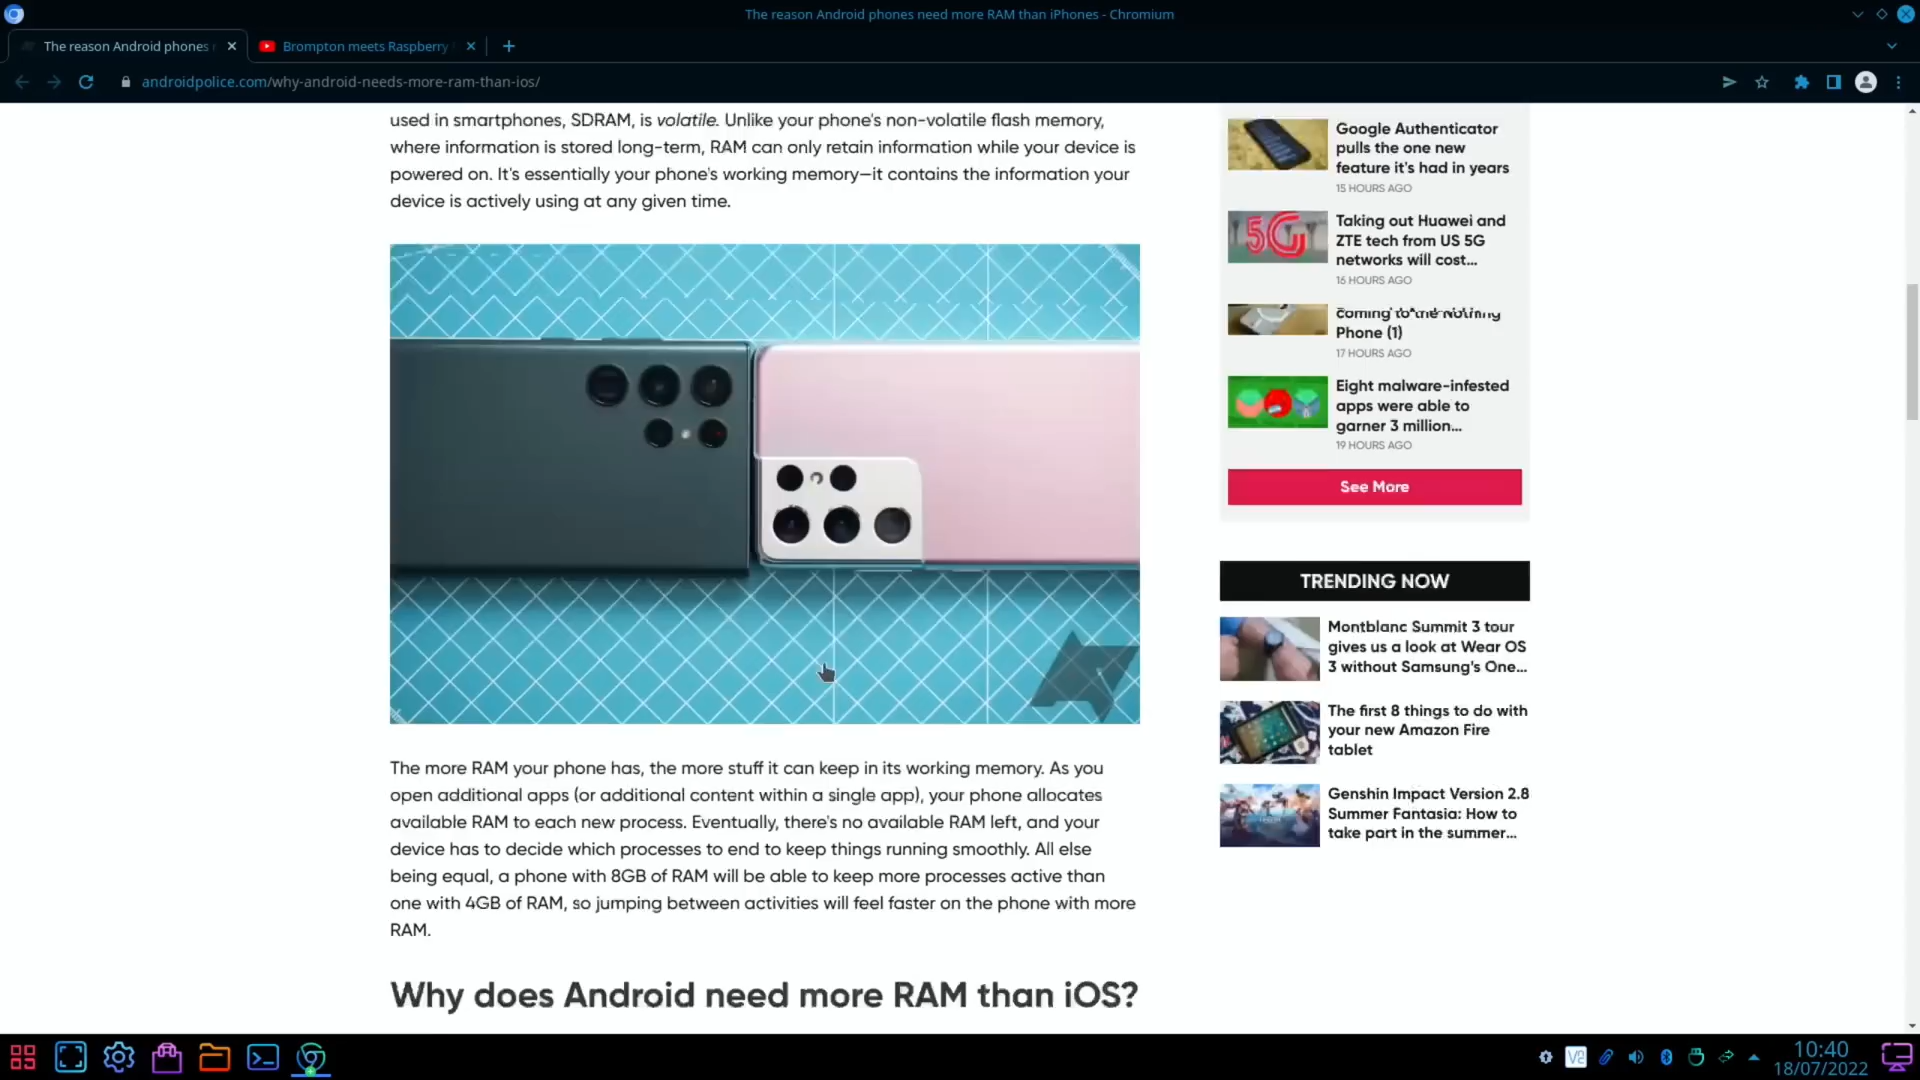 The reason Android phones need more RAM than iPhones - Chromium
The reason Android phones
Brompton meets Raspberry
androidpolice.com/why-android-needs-more-ram-than-ios/
used in smartphones, SDRAM, is volatile. Unlike your phone's non-volatile flash memory,
where information is stored long-term, RAM can only retain information while your device is
powered on. It's essentially your phone's working memory—it contains the information your
device is actively using at any given time.
The more RAM your phone has, the more stuff it can keep in its working memory. As you
open additional apps (or additional content within a single app), your phone allocates
available RAM to each new process. Eventually, there's no available RAM left, and your
device has to decide which processes to end to keep things running smoothly. All else
being equal, a phone with 8GB of RAM will be able to keep more processes active than
one with 4GB of RAM, so jumping between activities will feel faster on the phone with more
RAM.
Why does Android need more RAM than iOS?
Google Authenticator
pulls the one new
feature it's had in years
15 HOURS AGO
5G
Taking out Huawei and
ZTE tech from US 5G
networks will cost...
16 HOURS AGO
coming to the Nothing
Phone (1)
17 HOURS AGO
Eight malware-infested
apps were able to
garner 3 million...
19 HOURS AGO
See More
TRENDING NOW
Montblanc Summit 3 tour
gives us a look at Wear OS
3 without Samsung's One...
The first 8 things to do with
your new Amazon Fire
tablet
Genshin Impact Version 2.8
Summer Fantasia: How to
take part in the summer...
10:40
18/07/2022